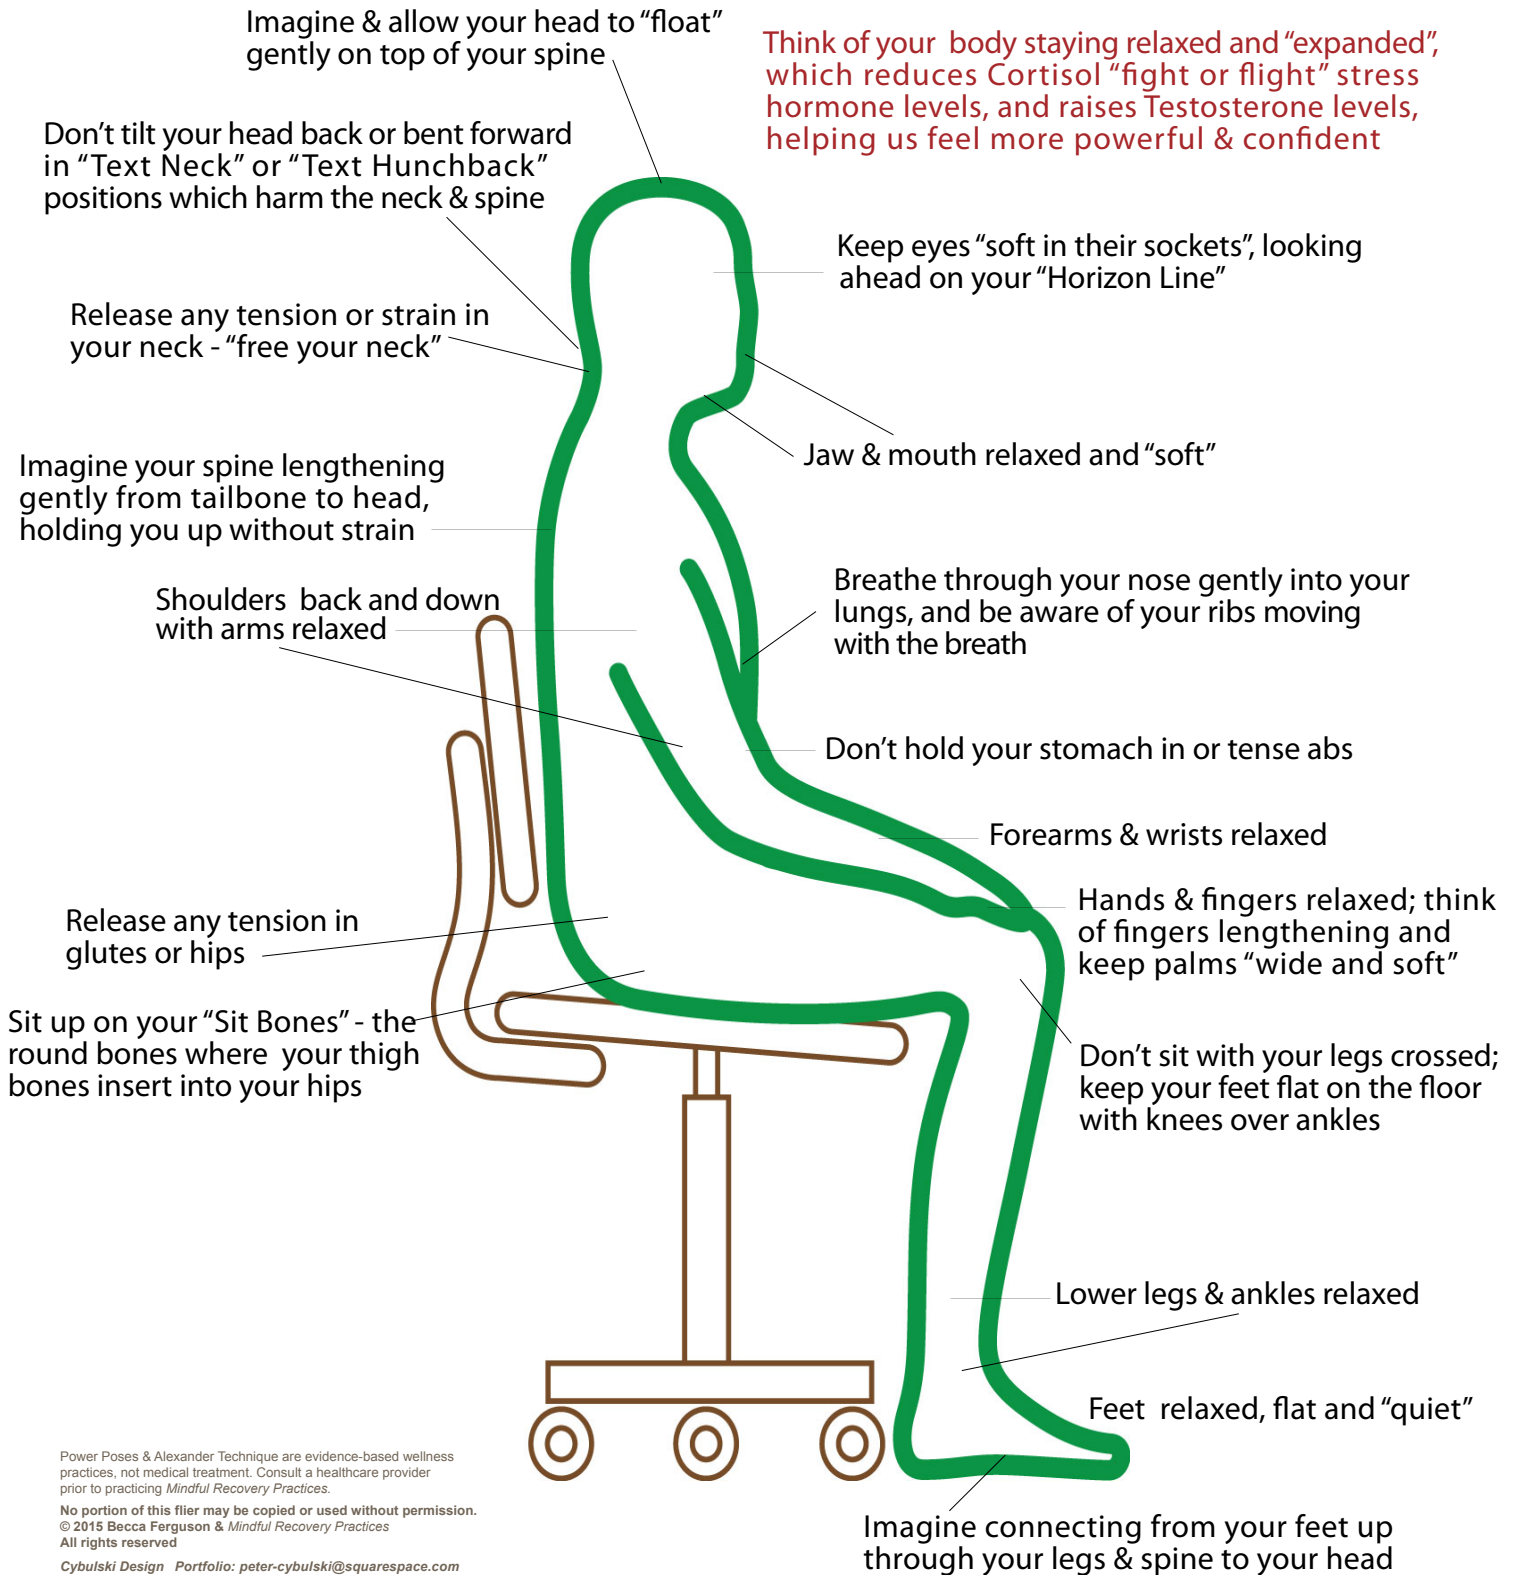 Imagine & allow your head to “float”
gently on top of your spine
Think of your body staying relaxed and “expanded”,
which reduces Cortisol “fight or flight” stress
hormone levels, and raises Testosterone levels,
helping us feel more powerful & confident
Don’t tilt your head back or bent forward
in “Text Neck” or “Text Hunchback”
positions which harm the neck & spine
Keep eyes “soft in their sockets”, looking
ahead on your “Horizon Line”
Release any tension or strain in
your neck - “free your neck”
Jaw & mouth relaxed and “soft”
Imagine your spine lengthening
gently from tailbone to head,
holding you up without strain
Breathe through your nose gently into your
lungs, and be aware of your ribs moving
with the breath
Shoulders back and down
with arms relaxed
Don’t hold your stomach in or tense abs
Forearms & wrists relaxed
Hands & fingers relaxed; think
of fingers lengthening and
keep palms “wide and soft”
Release any tension in
glutes or hips
Sit up on your “Sit Bones” - the
round bones where your thigh
bones insert into your hips
Don’t sit with your legs crossed;
keep your feet flat on the floor
with knees over ankles
Lower legs & ankles relaxed
Feet relaxed, flat and “quiet”
Imagine connecting from your feet up
through your legs & spine to your head
Power Poses & Alexander Technique are evidence-based wellness
practices, not medical treatment. Consult a healthcare provider
prior to practicing Mindful Recovery Practices.
No portion of this flier may be copied or used without permission.
© 2015 Becca Ferguson & Mindful Recovery Practices
All rights reserved
Cybulski Design Portfolio: peter-cybulski@squarespace.com